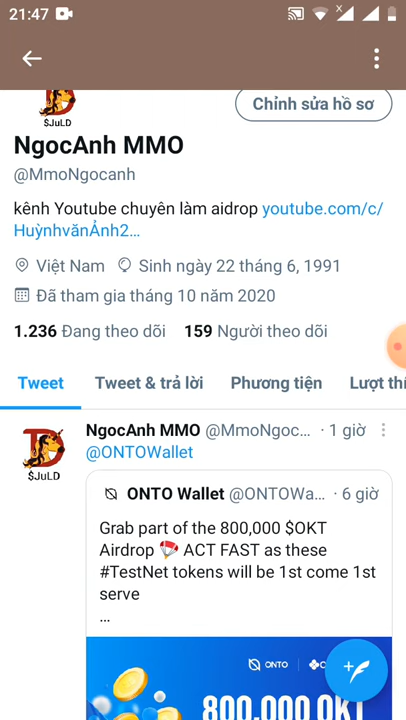 21:47
$JuLD
Chỉnh sửa hồ sơ
NgocAnh MMO
@MmoNgocanh
kênh Youtube chuyên làm aidrop youtube.com/c/
HuỳnhvănẢnh2…
Việt Nam Sinh ngày 22 tháng 6, 1991
Đã tham gia tháng 10 năm 2020
1.236 Đang theo dõi 159 Người theo dõi
Tweet Tweet & trả lời Phương tiện Lượt thí
NgocAnh MMO @MmoNgoc… · 1 giờ
$JuLD
@ONTOWallet
ONTO Wallet @ONTOWa… · 6 giờ
Grab part of the 800,000 $OKT
Airdrop 🪂 ACT FAST as these
#TestNet tokens will be 1st come 1st
serve
…
ONTO
800,000 OKT